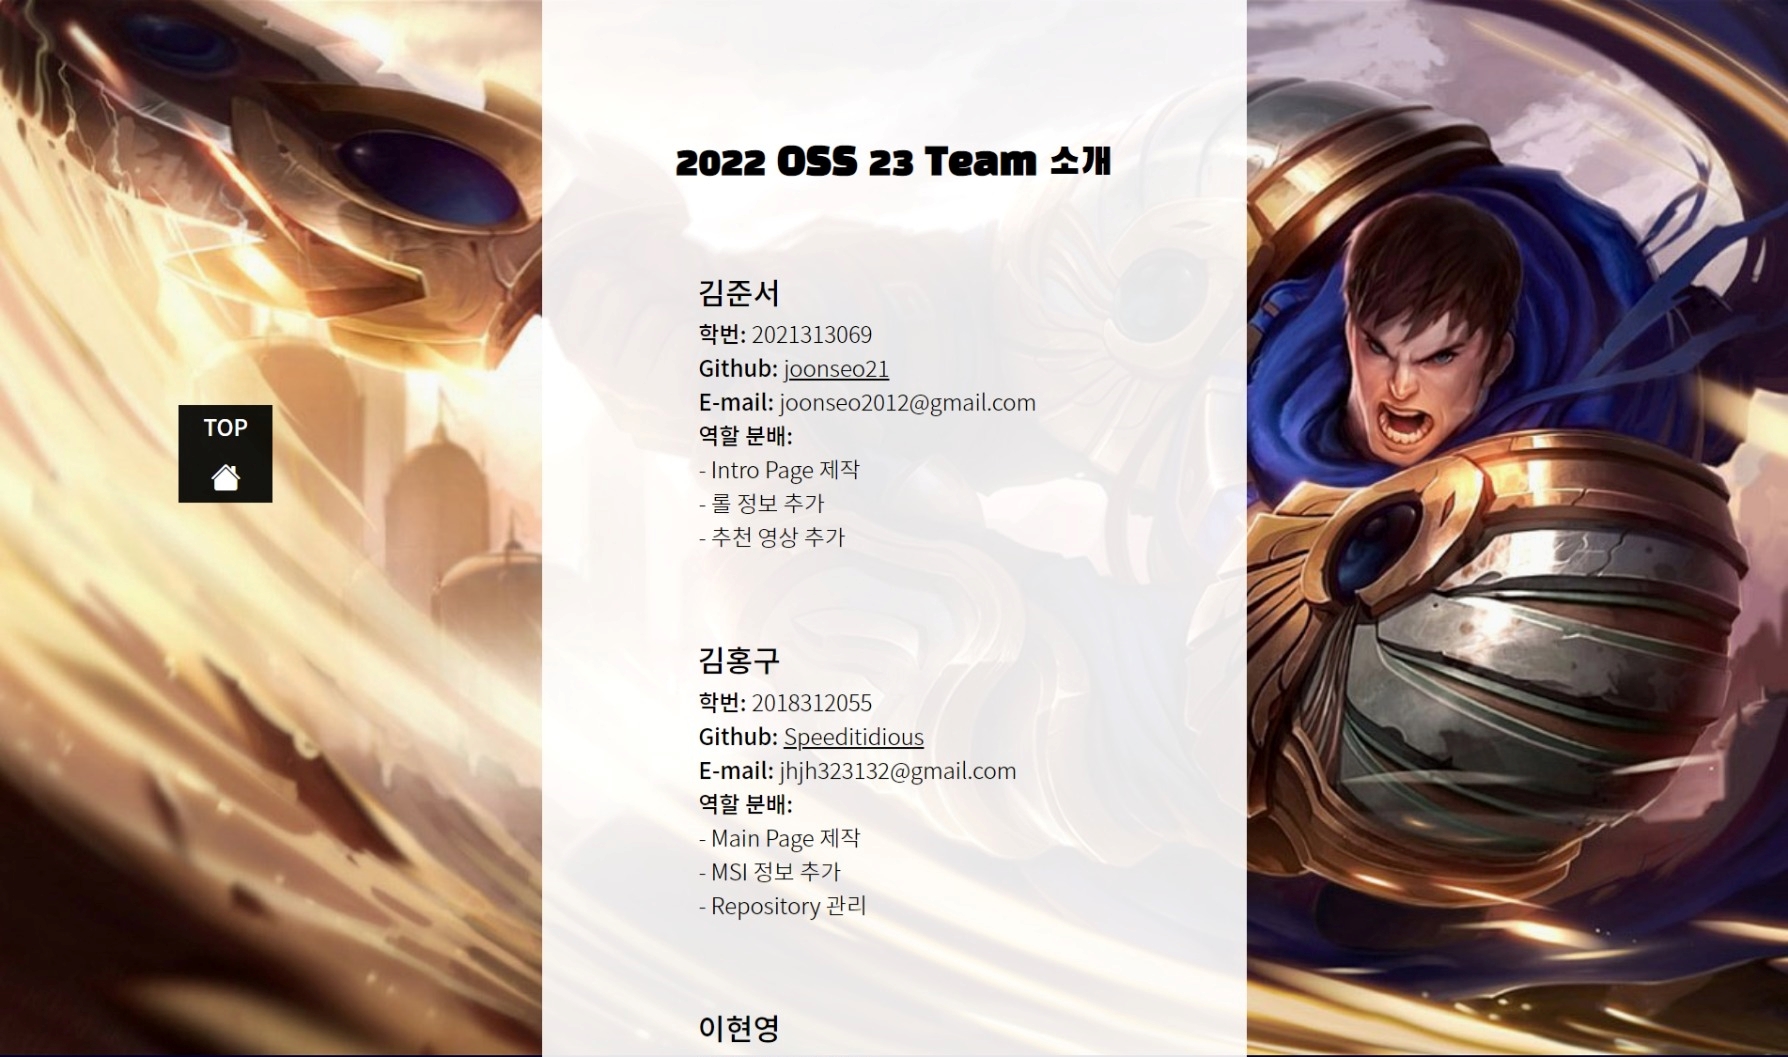 2022 OSS 23 Team 소개
김준서
학번: 2021313069
Github: joonseo21
E-mail: joonseo2012@gmail.com
역할 분배:
- Intro Page 제작
- 롤 정보 추가
- 추천 영상 추가
TOP
김홍구
학번: 2018312055
Github: Speeditidious
E-mail: jhjh323132@gmail.com
역할 분배:
- Main Page 제작
- MSI 정보 추가
- Repository 관리
이현영